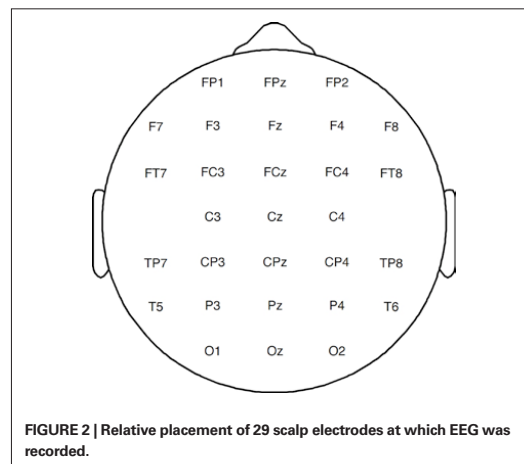 FP1 FPz FP2
F7 F3 Fz F4 F8
FT7 FC3 FCz FC4 FT8
C3 Cz C4
TP7 CP3 CPz CP4 TP8
T5 P3 Pz P4 T6
O1 Oz O2
FIGURE 2 | Relative placement of 29 scalp electrodes at which EEG was
recorded.